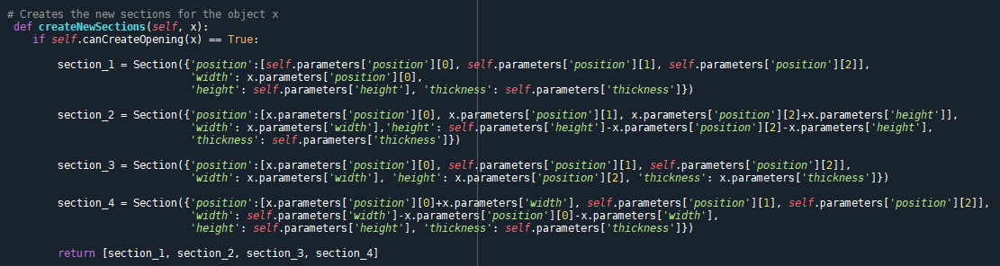 # Creates the new sections for the object x
def createNewSections(self, x):
if self.canCreateOpening(x) == True:
section_1 = Section({'position':[self.parameters['position'][0], self.parameters['position'][1], self.parameters['position'][2]],
'width': x.parameters['position'][0],
'height': self.parameters['height'], 'thickness': self.parameters['thickness']})
section_2 = Section({'position':[x.parameters['position'][0], x.parameters['position'][1], x.parameters['position'][2]+x.parameters['height']],
'width': x.parameters['width'],'height': self.parameters['height']-x.parameters['position'][2]-x.parameters['height'],
'thickness': self.parameters['thickness']})
section_3 = Section({'position':[x.parameters['position'][0], self.parameters['position'][1], self.parameters['position'][2]],
'width': x.parameters['width'], 'height': x.parameters['position'][2], 'thickness': x.parameters['thickness']})
section_4 = Section({'position':[x.parameters['position'][0]+x.parameters['width'], self.parameters['position'][1], self.parameters['position'][2]],
'width': self.parameters['width']-x.parameters['position'][0]-x.parameters['width'],
'height': self.parameters['height'], 'thickness': self.parameters['thickness']})
return [section_1, section_2, section_3, section_4]